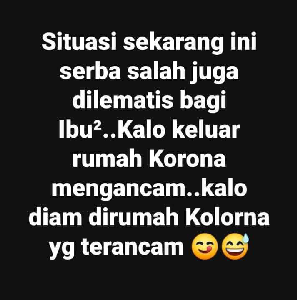 Situasi sekarang ini
serba salah juga
dilematis bagi
Ibu²..Kalo keluar
rumah Korona
mengancam..kalo
diam dirumah Kolorna
yg terancam 😏😅